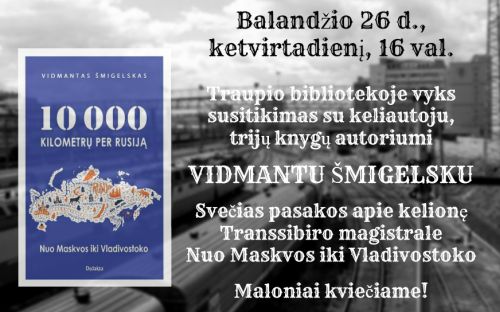 Balandžio 26 d.,
ketvirtadienį, 16 val.
VIDMANTAS ŠMIGELSKAS
10 000
KILOMETRŲ PER RUSIJĄ
Nuo Maskvos iki Vladivostoko
Traupio bibliotekoje vyks
susitikimas su keliautoju,
trijų knygų autoriumi
VIDMANTU ŠMIGELSKU
Svečias pasakos apie kelionę
Transsibiro magistrale
Nuo Maskvos iki Vladivostoko
Maloniai kviečiame!